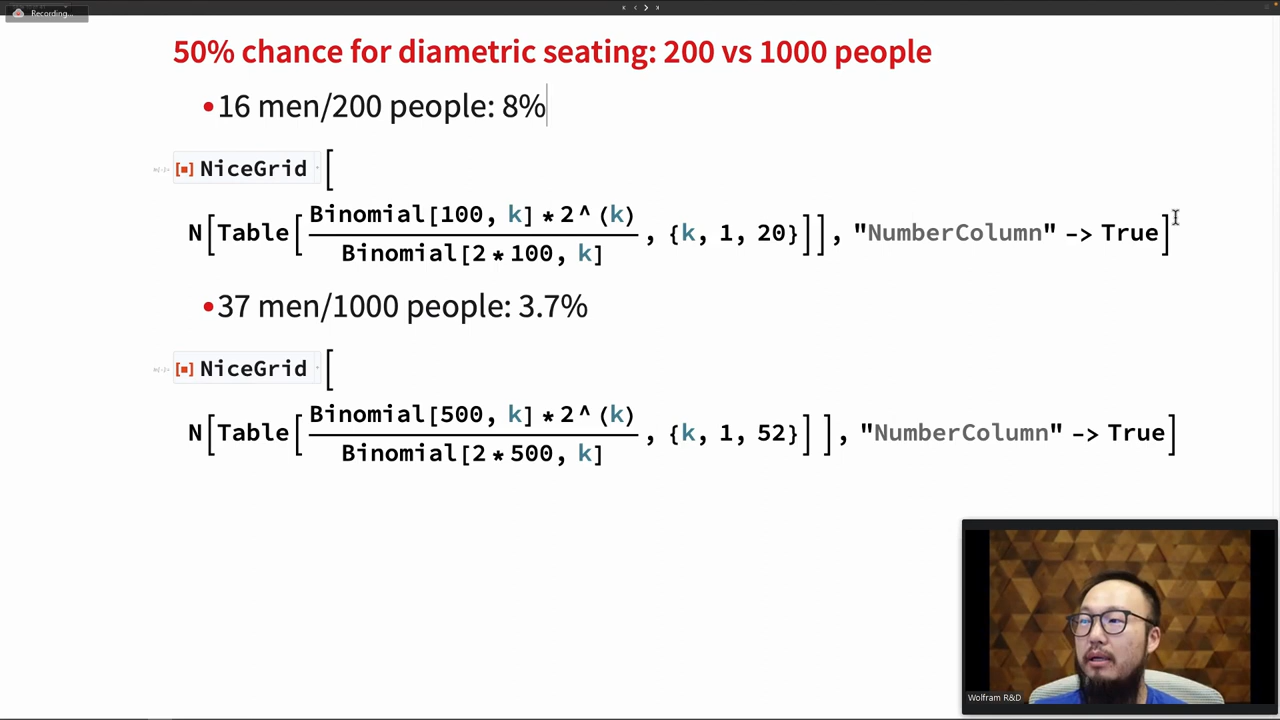 Recording...
50% chance for diametric seating: 200 vs 1000 people
•16 men/200 people: 8%
NiceGrid[
N[Table[Binomial[100, k]*2^(k)/Binomial[2*100, k], {k, 1, 20}]], "NumberColumn" -> True]
•37 men/1000 people: 3.7%
NiceGrid[
N[Table[Binomial[500, k]*2^(k)/Binomial[2*500, k], {k, 1, 52}] ], "NumberColumn" -> True]
Wolfram R&D